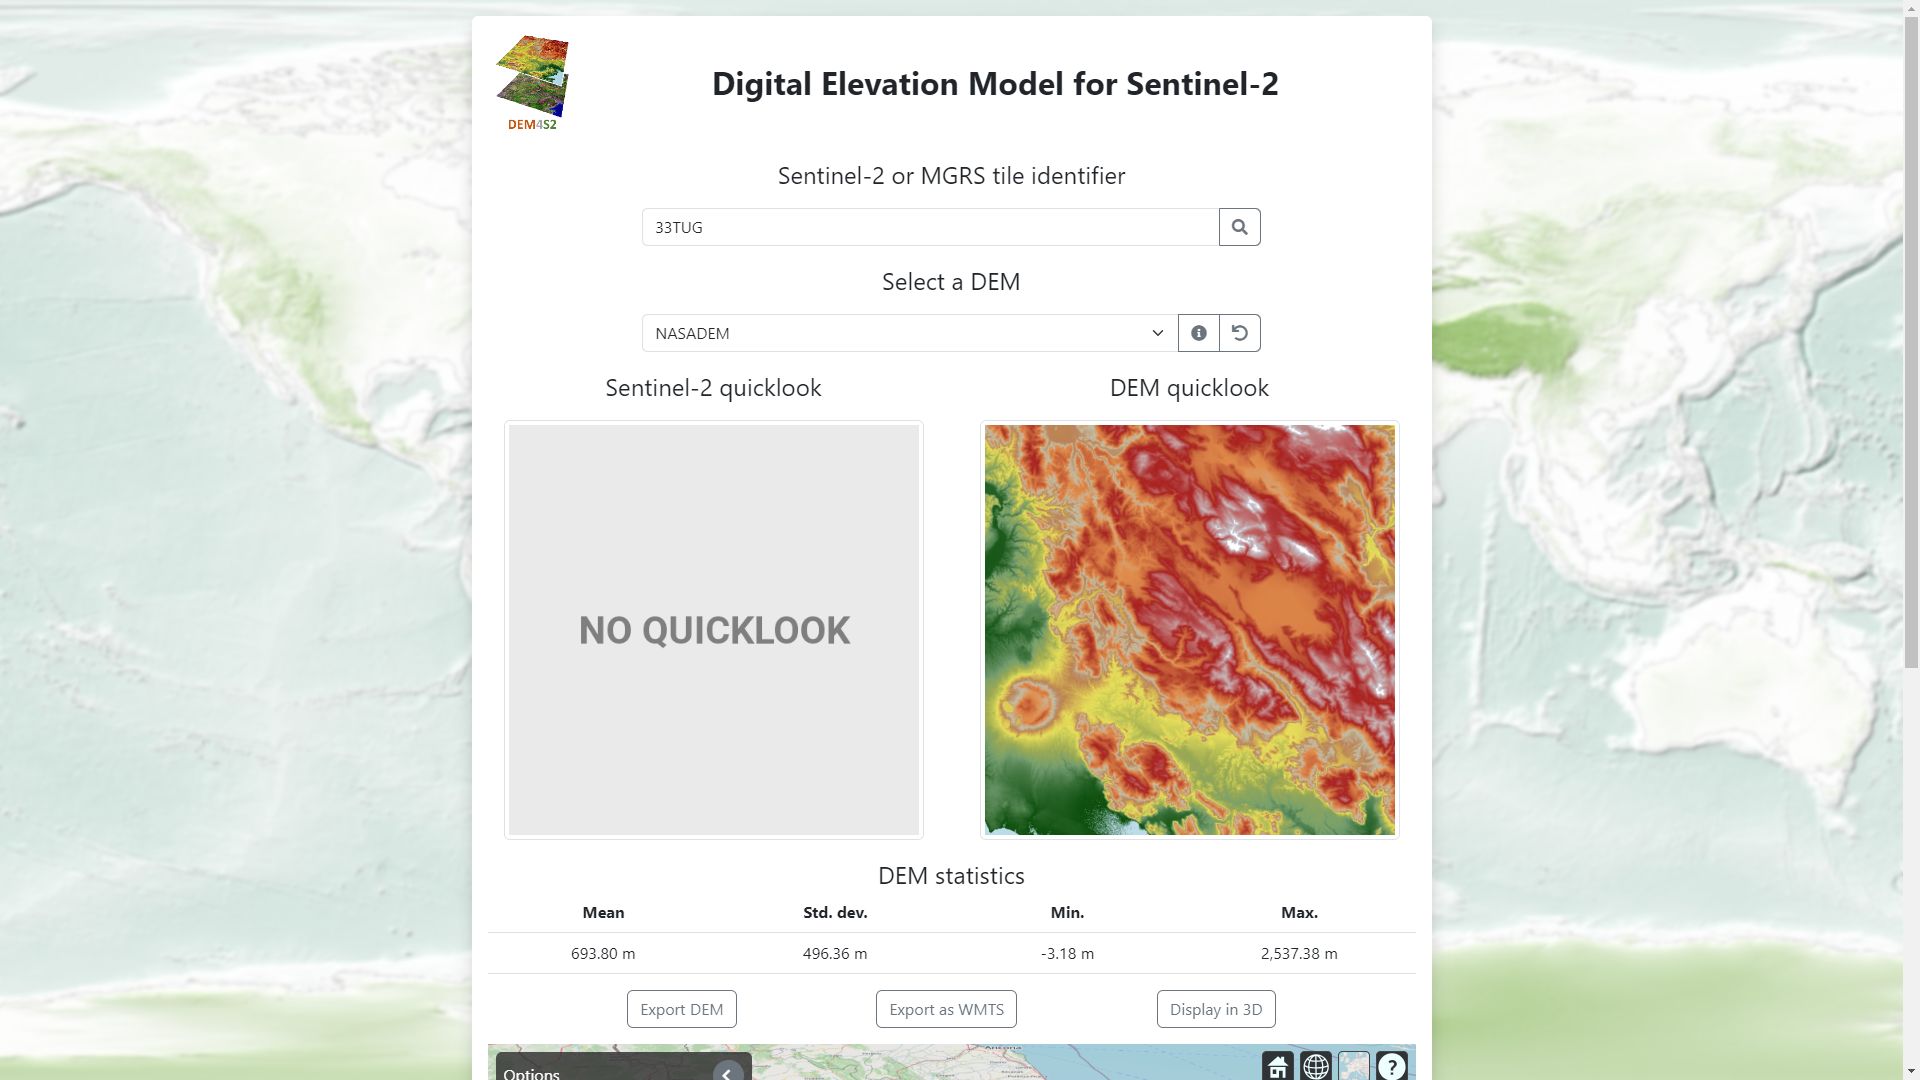 DEM4S2
Digital Elevation Model for Sentinel-2
Sentinel-2 or MGRS tile identifier
33TUG
Select a DEM
NASADEM
Sentinel-2 quicklook
DEM quicklook
NO QUICKLOOK
DEM statistics
Mean Std. dev. Min. Max.
693.80 m 496.36 m -3.18 m 2,537.38 m
Export DEM Export as WMTS Display in 3D
Ancona
Options
?